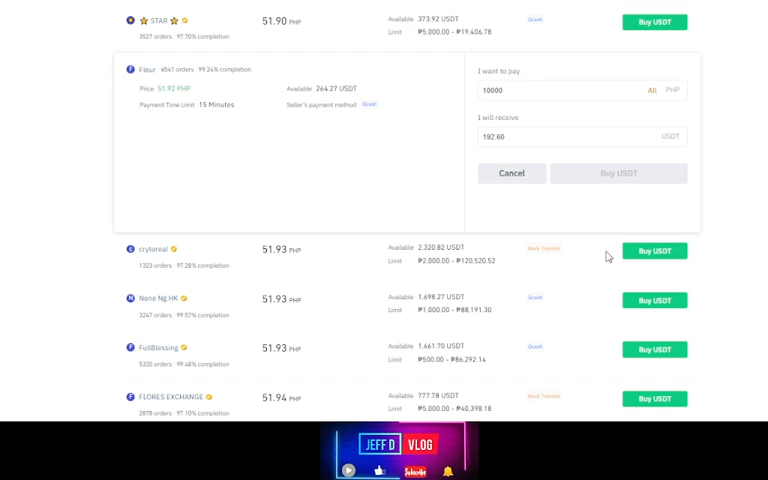 STAR 51.90 PHP Available 373.92 USDT Gcash Buy USDT
3527 orders 97.70% completion Limit ₱5,000.00 - ₱19,406.78
F Fleur 6541 orders 99.24% completion I want to pay
Price 51.92 PHP Available 264.27 USDT 10000 All PHP
Payment Time Limit 15 Minutes Seller's payment method Gcash
I will receive
192.60 USDT
Cancel Buy USDT
C crytoreal 51.93 PHP Available 2,320.82 USDT Bank Transfer Buy USDT
1323 orders 97.28% completion Limit ₱2,000.00 - ₱120,520.52
N Nene Ng HK 51.93 PHP Available 1,698.27 USDT Gcash Buy USDT
3247 orders 99.57% completion Limit ₱1,000.00 - ₱88,191.30
F FullBlessing 51.93 PHP Available 1,661.70 USDT Gcash Buy USDT
5320 orders 99.48% completion Limit ₱500.00 - ₱86,292.14
F FLORES EXCHANGE 51.94 PHP Available 777.78 USDT Bank Transfer Buy USDT
2878 orders 97.10% completion Limit ₱5,000.00 - ₱40,398.18
JEFF D VLOG
Subscribe